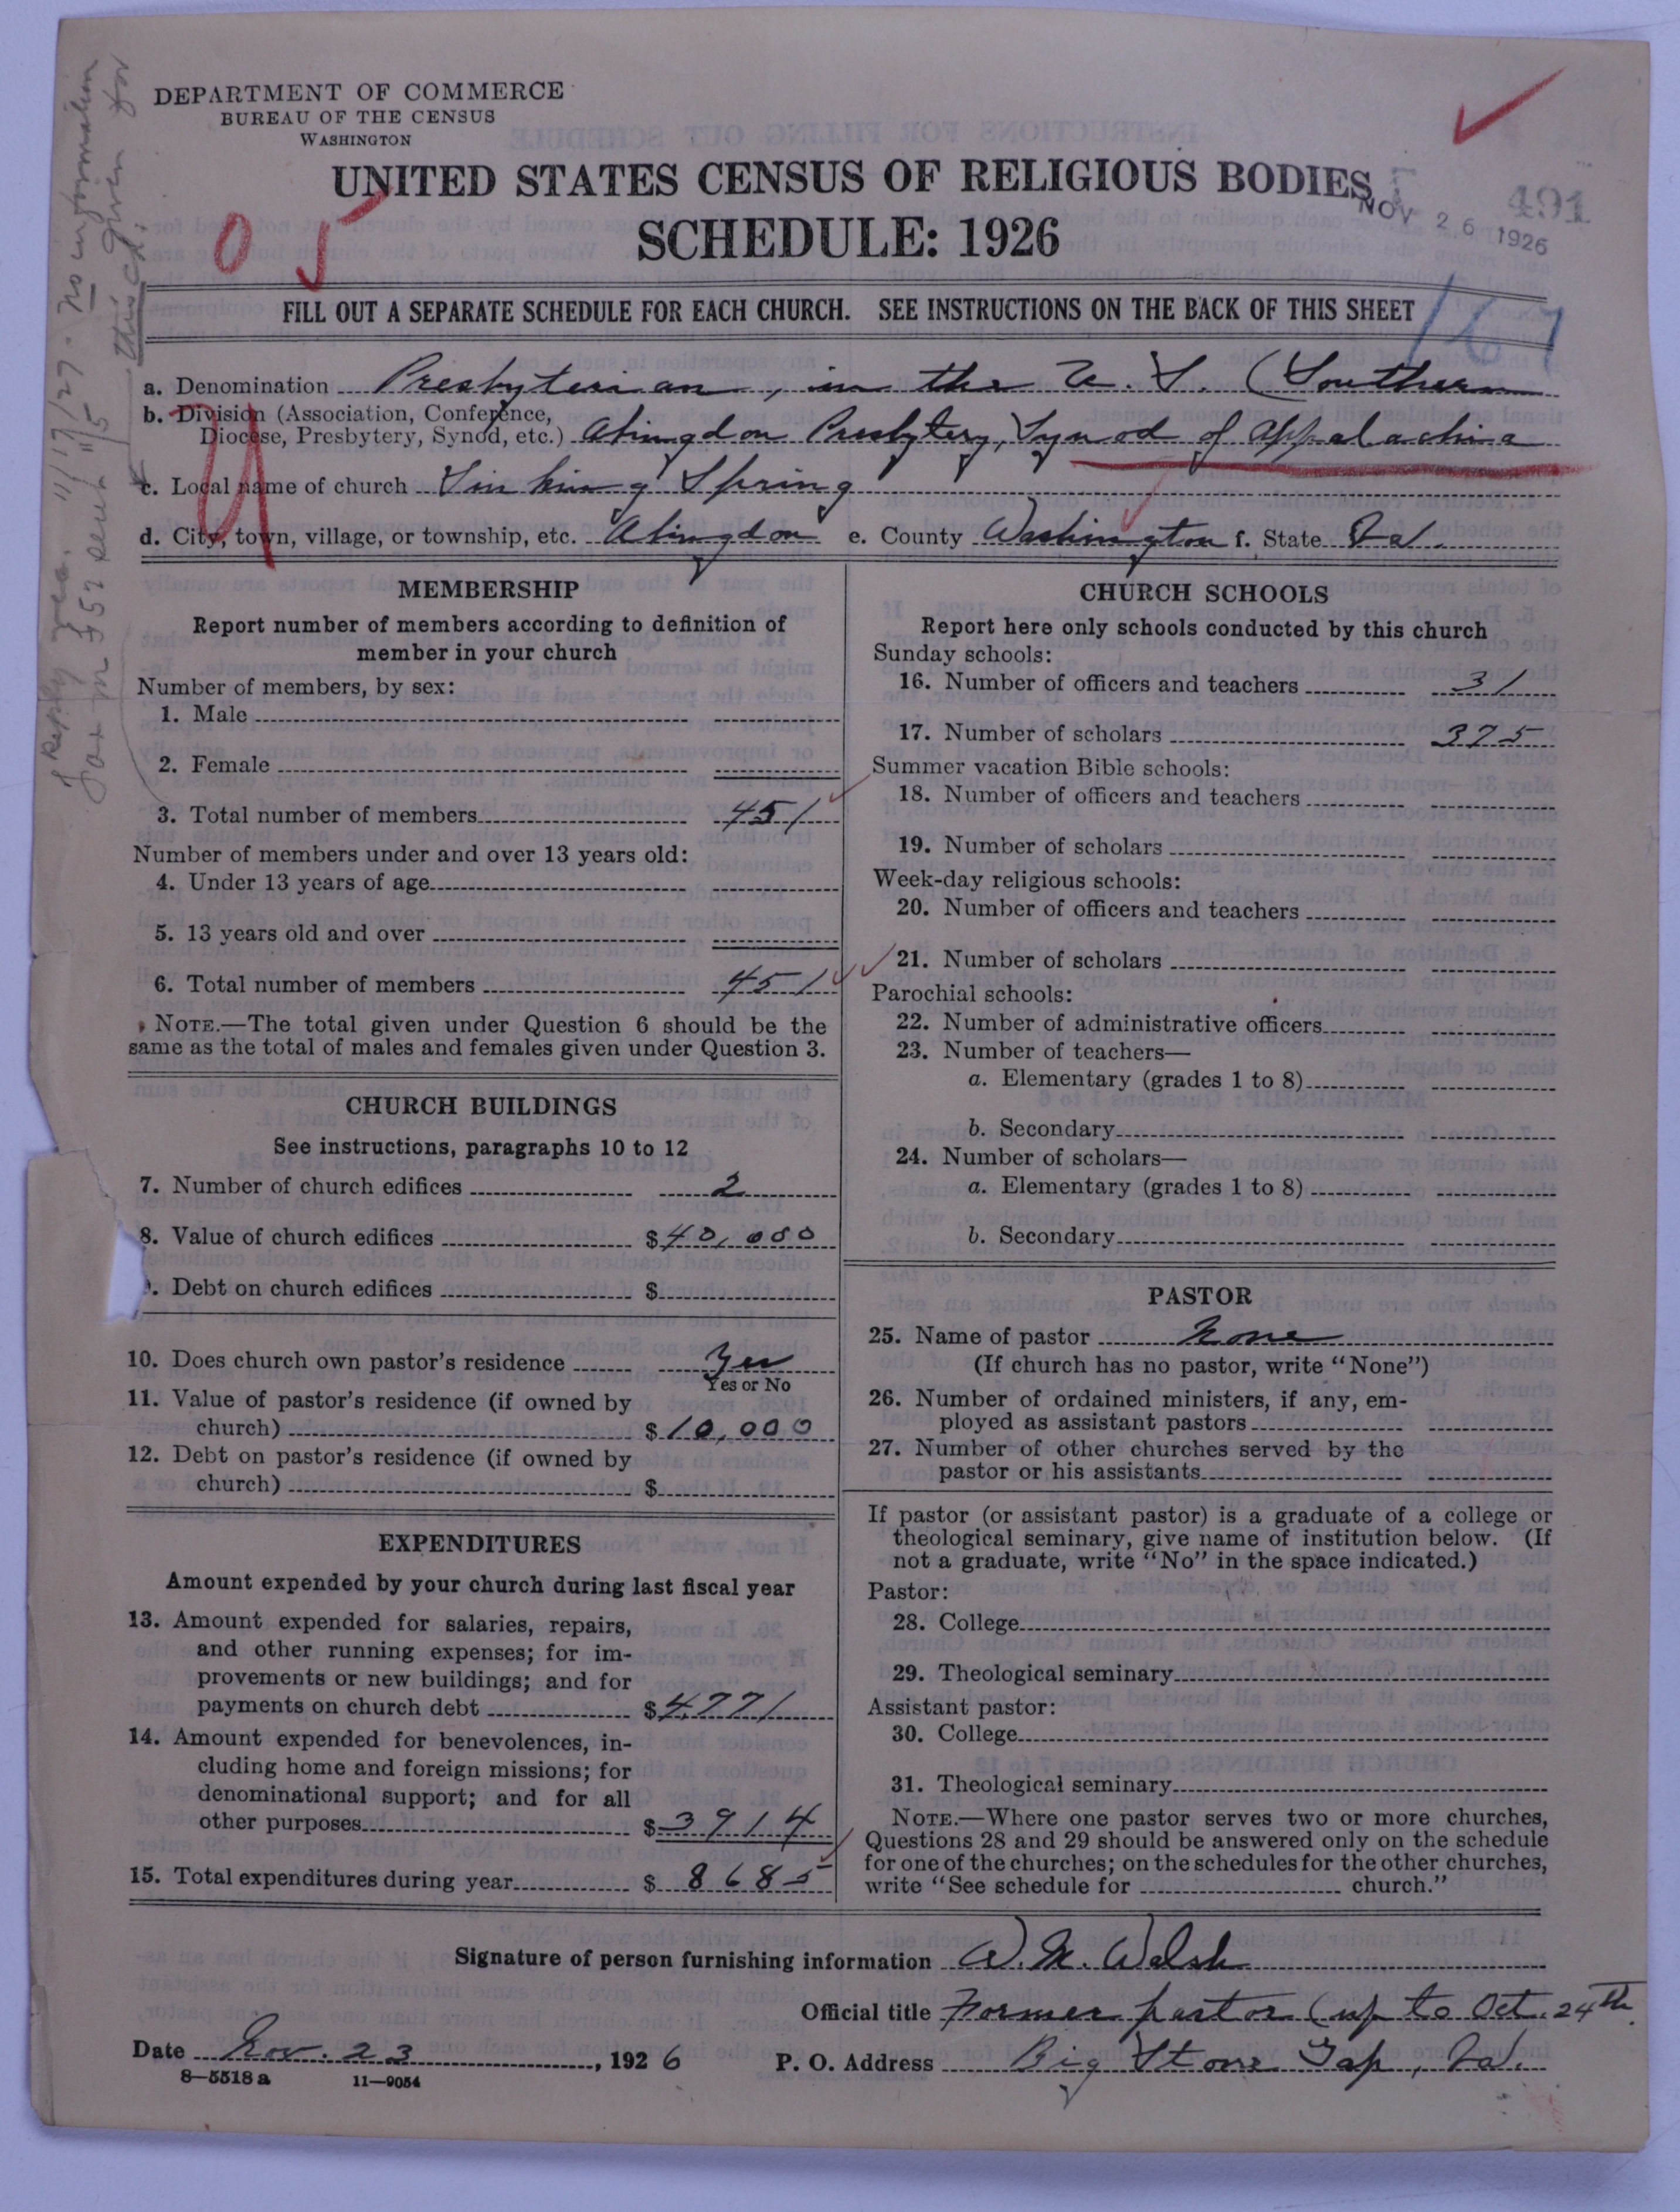 DEPARTMENT OF COMMERCE
BUREAU OF THE CENSUS
WASHINGTON
UNITED STATES CENSUS OF RELIGIOUS BODIES
SCHEDULE: 1926
NOV 26 1926
491
FILL OUT A SEPARATE SCHEDULE FOR EACH CHURCH. SEE INSTRUCTIONS ON THE BACK OF THIS SHEET
167
a. Denomination Presbyterian, in the U. S. (Southern
b. Division (Association, Conference,
Diocese, Presbytery, Synod, etc.) Abingdon Presbytery, Synod of Appalachia
c. Local name of church Sinking Spring
d. City, town, village, or township, etc. Abingdon e. County Washington f. State Va.
MEMBERSHIP
Report number of members according to definition of
member in your church
Number of members, by sex:
1. Male
2. Female
3. Total number of members 451
Number of members under and over 13 years old:
4. Under 13 years of age
5. 13 years old and over
6. Total number of members 451
NOTE.—The total given under Question 6 should be the
same as the total of males and females given under Question 3.
CHURCH BUILDINGS
See instructions, paragraphs 10 to 12
7. Number of church edifices 2
8. Value of church edifices $ 40,000
. Debt on church edifices $
10. Does church own pastor's residence Yes
Yes or No
11. Value of pastor's residence (if owned by
church) $ 10,000
12. Debt on pastor's residence (if owned by
church) $
EXPENDITURES
Amount expended by your church during last fiscal year
13. Amount expended for salaries, repairs,
and other running expenses; for im-
provements or new buildings; and for
payments on church debt $ 4771
14. Amount expended for benevolences, in-
cluding home and foreign missions; for
denominational support; and for all
other purposes $ 3914
15. Total expenditures during year $ 8685
CHURCH SCHOOLS
Report here only schools conducted by this church
Sunday schools:
16. Number of officers and teachers 31
17. Number of scholars 375
Summer vacation Bible schools:
18. Number of officers and teachers
19. Number of scholars
Week-day religious schools:
20. Number of officers and teachers
21. Number of scholars
Parochial schools:
22. Number of administrative officers
23. Number of teachers—
a. Elementary (grades 1 to 8)
b. Secondary
24. Number of scholars—
a. Elementary (grades 1 to 8)
b. Secondary
PASTOR
25. Name of pastor None
(If church has no pastor, write "None")
26. Number of ordained ministers, if any, em-
ployed as assistant pastors
27. Number of other churches served by the
pastor or his assistants
If pastor (or assistant pastor) is a graduate of a college or
theological seminary, give name of institution below. (If
not a graduate, write "No" in the space indicated.)
Pastor:
28. College
29. Theological seminary
Assistant pastor:
30. College
31. Theological seminary
NOTE.—Where one pastor serves two or more churches,
Questions 28 and 29 should be answered only on the schedule
for one of the churches; on the schedules for the other churches,
write "See schedule for church."
Signature of person furnishing information W. M. Walsh
Official title Former pastor (up to Oct. 24th.
Date Nov. 23, 1926 P. O. Address Big Stone Gap, Va.
8—5518 a 11—9054
Reply rec. 11/17/27 - No information
for m F 53 sent 11/5 given for
this ch.